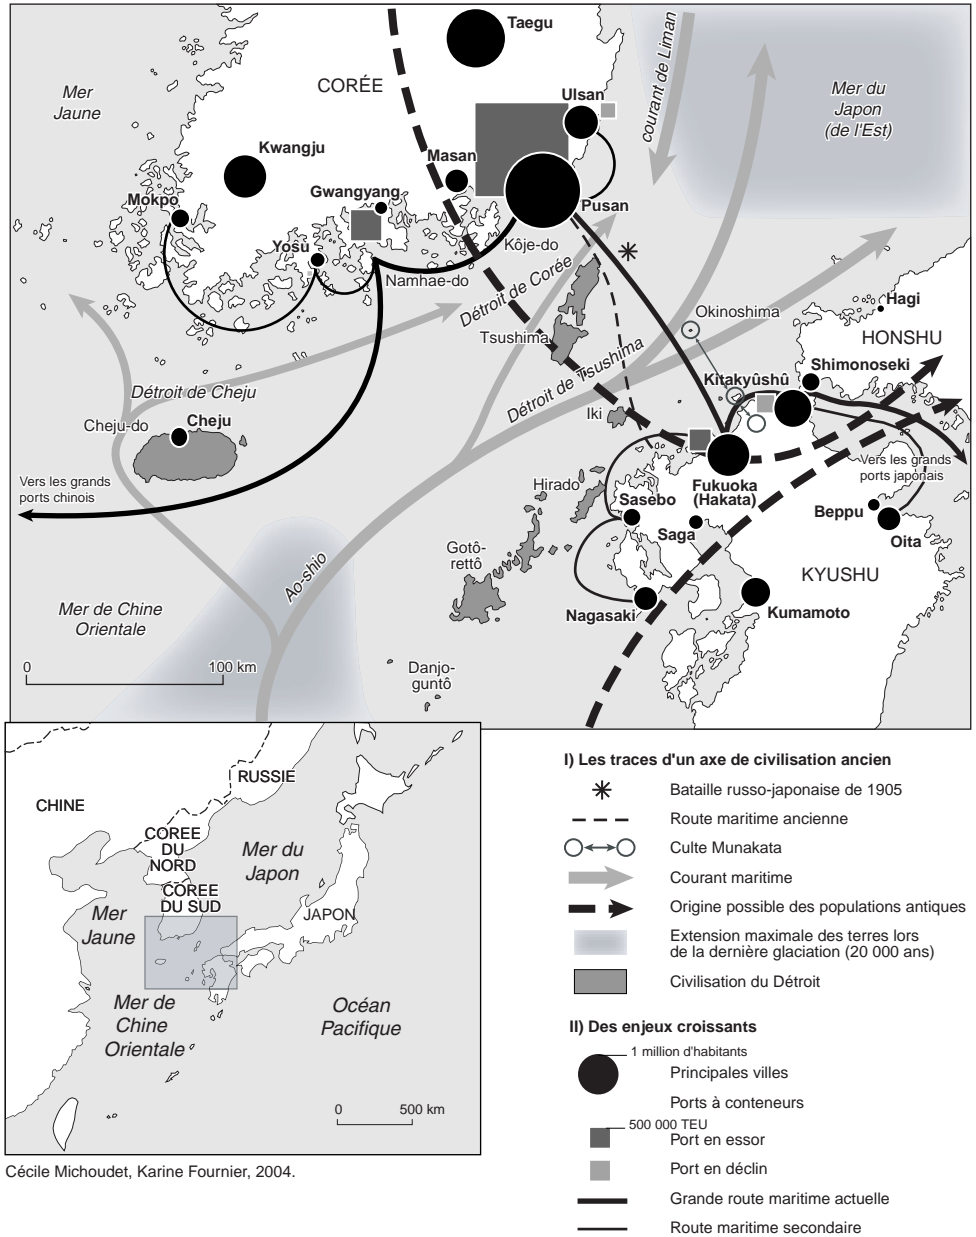 Taegu
CORÉE
Mer
Jaune
courant de Liman
Mer du
Japon
(de l'Est)
Ulsan
Kwangju
Masan
Gwangyang
Mokpo
Pusan
Yosu
Kôje-do
Namhae-do
Détroit de Corée
Okinoshima
Hagi
HONSHU
Tsushima
Détroit de Tsushima
Shimonoseki
Kitakyûshû
Détroit de Cheju
Cheju-do
Cheju
Iki
Vers les grands
ports chinois
Vers les grands
ports japonais
Hirado
Fukuoka
(Hakata)
Sasebo
Beppu
Saga
Oita
Gotô-
rettô
Ao-shio
KYUSHU
Mer de Chine
Orientale
Nagasaki
Kumamoto
0
100 km
Danjo-
guntô
RUSSIE
CHINE
COREE
DU
NORD
Mer du
Japon
COREE
DU SUD
Mer
Jaune
JAPON
Mer de
Chine
Orientale
Océan
Pacifique
0
500 km
Cécile Michoudet, Karine Fournier, 2004.
I) Les traces d'un axe de civilisation ancien
Bataille russo-japonaise de 1905
Route maritime ancienne
Culte Munakata
Courant maritime
Origine possible des populations antiques
Extension maximale des terres lors
de la dernière glaciation (20 000 ans)
Civilisation du Détroit
II) Des enjeux croissants
1 million d'habitants
Principales villes
Ports à conteneurs
500 000 TEU
Port en essor
Port en déclin
Grande route maritime actuelle
Route maritime secondaire